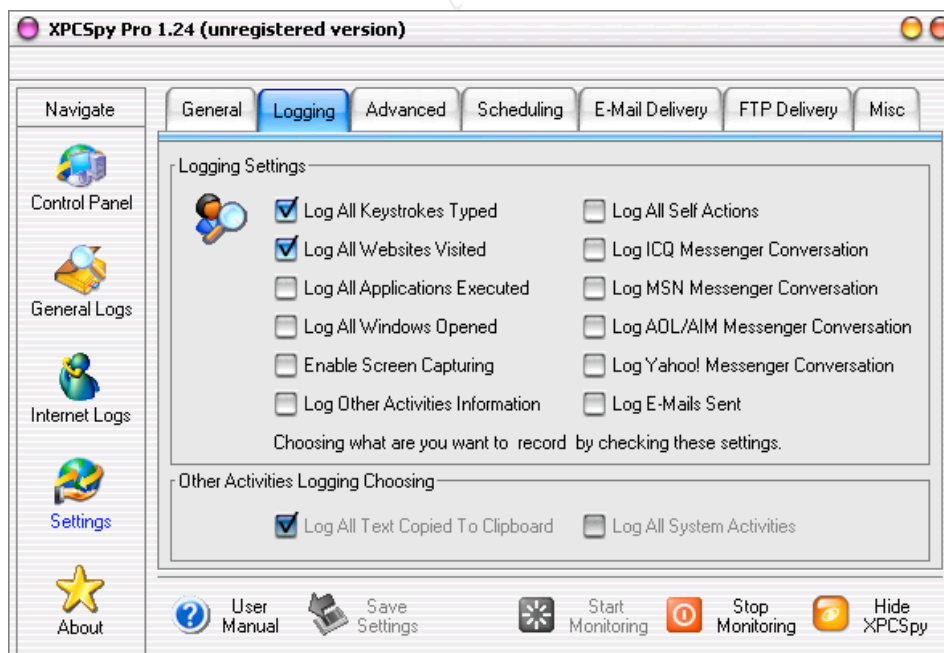 XPCSpy Pro 1.24 (unregistered version)
Navigate
General
Logging
Advanced
Scheduling
E-Mail Delivery
FTP Delivery
Misc
Control Panel
General Logs
Internet Logs
Settings
About
Logging Settings
Log All Keystrokes Typed
Log All Self Actions
Log All Websites Visited
Log ICQ Messenger Conversation
Log All Applications Executed
Log MSN Messenger Conversation
Log All Windows Opened
Log AOL/AIM Messenger Conversation
Enable Screen Capturing
Log Yahoo! Messenger Conversation
Log Other Activities Information
Log E-Mails Sent
Choosing what are you want to record by checking these settings.
Other Activities Logging Choosing
Log All Text Copied To Clipboard
Log All System Activities
User
Manual
Save
Settings
Start
Monitoring
Stop
Monitoring
Hide
XPCSpy